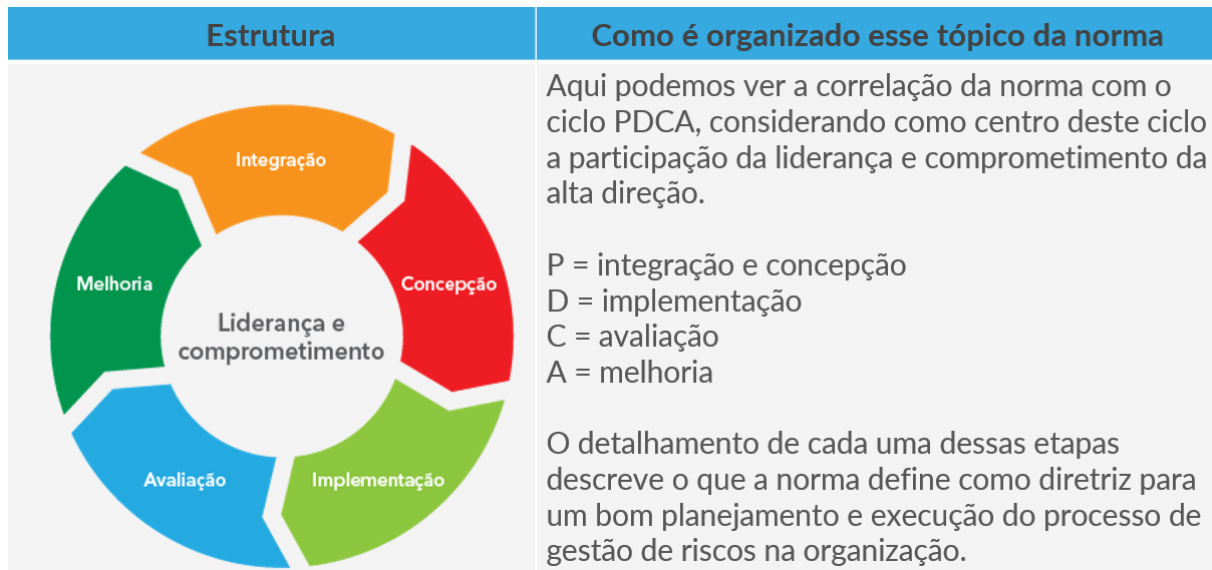 Estrutura
Como é organizado esse tópico da norma
Integração
Concepção
Melhoria
Liderança e
comprometimento
Avaliação
Implementação
Aqui podemos ver a correlação da norma com o
ciclo PDCA, considerando como centro deste ciclo
a participação da liderança e comprometimento da
alta direção.
P = integração e concepção
D = implementação
C = avaliação
A = melhoria
O detalhamento de cada uma dessas etapas
descreve o que a norma define como diretriz para
um bom planejamento e execução do processo de
gestão de riscos na organização.